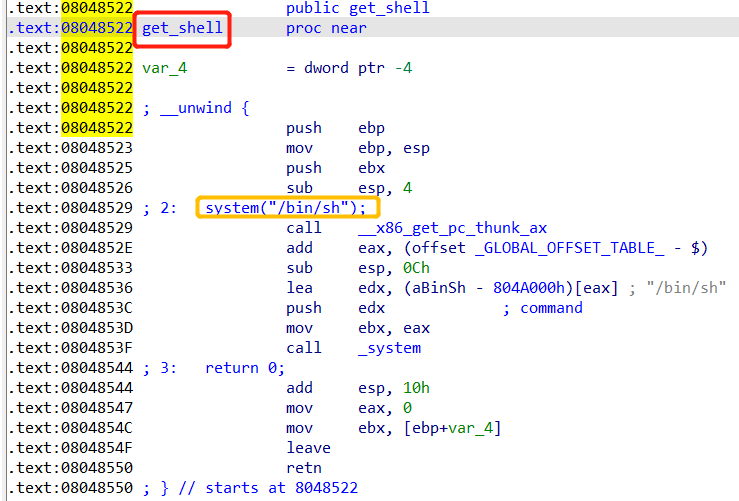 .text:08048522                 public get_shell
.text:08048522 get_shell       proc near
.text:08048522
.text:08048522 var_4           = dword ptr -4
.text:08048522
.text:08048522 ; __unwind {
.text:08048522                 push    ebp
.text:08048523                 mov     ebp, esp
.text:08048525                 push    ebx
.text:08048526                 sub     esp, 4
.text:08048529 ; 2:   system("/bin/sh");
.text:08048529                 call    __x86_get_pc_thunk_ax
.text:0804852E                 add     eax, (offset _GLOBAL_OFFSET_TABLE_ - $)
.text:08048533                 sub     esp, 0Ch
.text:08048536                 lea     edx, (aBinSh - 804A000h)[eax] ; "/bin/sh"
.text:0804853C                 push    edx             ; command
.text:0804853D                 mov     ebx, eax
.text:0804853F                 call    _system
.text:08048544 ; 3:   return 0;
.text:08048544                 add     esp, 10h
.text:08048547                 mov     eax, 0
.text:0804854C                 mov     ebx, [ebp+var_4]
.text:0804854F                 leave
.text:08048550                 retn
.text:08048550 ; } // starts at 8048522